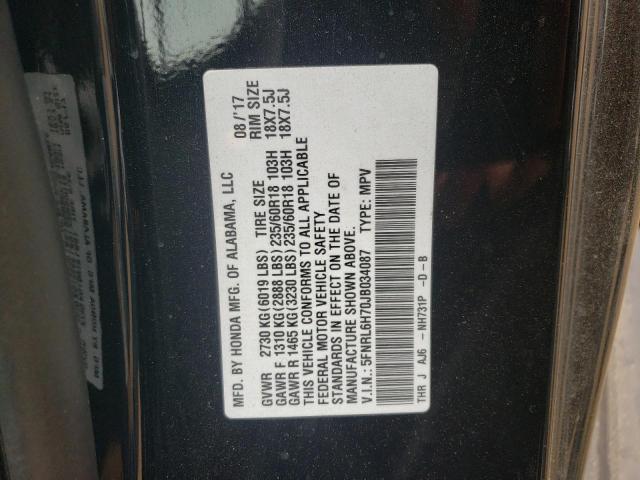 MFD. BY HONDA MFG. OF ALABAMA, LLC 08/'17
TIRE SIZE RIM SIZE
GVWR 2730 KG (6019 LBS)
GAWR F 1310 KG (2888 LBS) 235/60R18 103H 18X7.5J
GAWR R 1465 KG (3230 LBS) 235/60R18 103H 18X7.5J
THIS VEHICLE CONFORMS TO ALL APPLICABLE
FEDERAL MOTOR VEHICLE SAFETY
STANDARDS IN EFFECT ON THE DATE OF
MANUFACTURE SHOWN ABOVE.
V.I.N.: 5FNRL6H70JB034087 TYPE: MPV
THR J AJ6 - NH731P -D-B